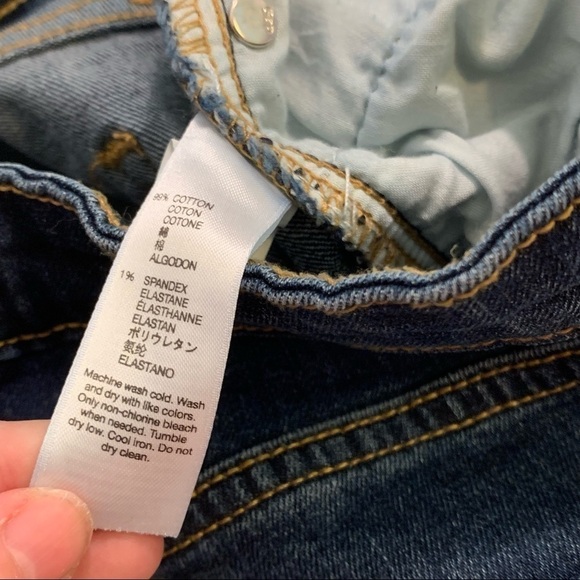 99% COTTON
COTON
COTONE
綿
棉
ALGODON
1% SPANDEX
ELASTANE
ELASTHANNE
ELASTAN
ポリウレタン
氨纶
ELASTANO
Machine wash cold. Wash
and dry with like colors.
Only non-chlorine bleach
when needed. Tumble
dry low. Cool iron. Do not
dry clean.